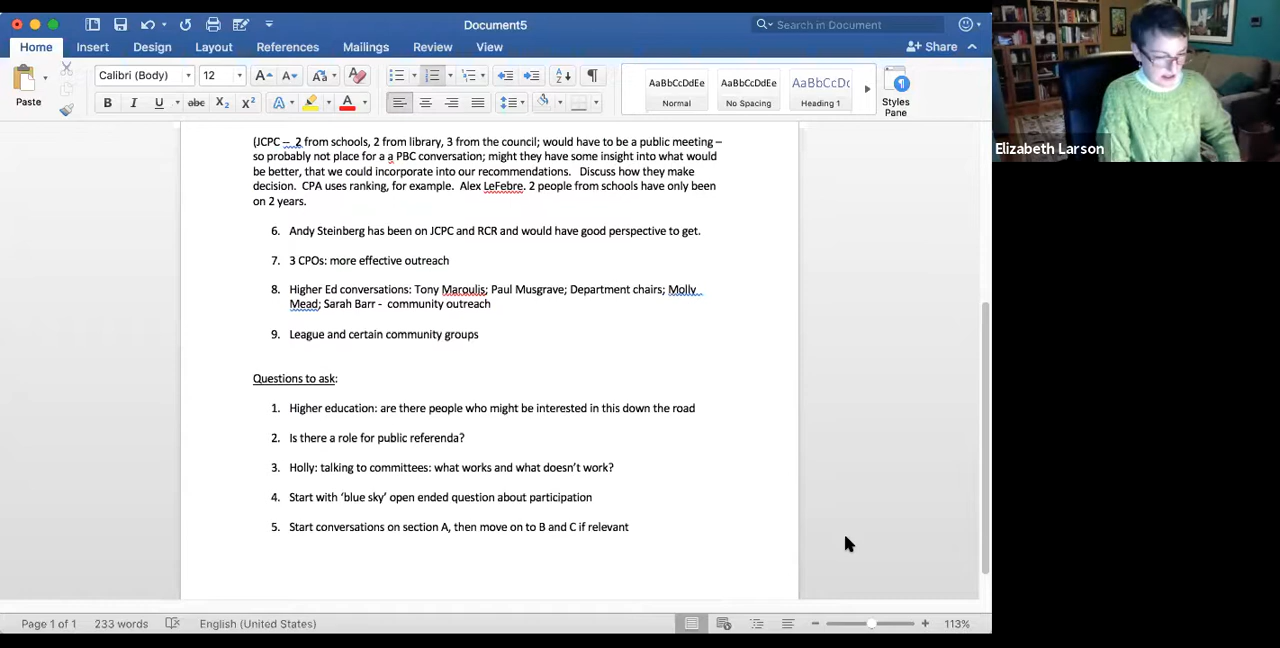 Document5
Search in Document
Home Insert Design Layout References Mailings Review View
Share
Paste
Calibri (Body) 12
AaBbCcDdEe AaBbCcDdEe AaBbCcDc
Normal No Spacing Heading 1
Styles
Pane
Elizabeth Larson
(JCPC – 2 from schools, 2 from library, 3 from the council; would have to be a public meeting –
so probably not place for a a PBC conversation; might they have some insight into what would
be better, that we could incorporate into our recommendations. Discuss how they make
decision. CPA uses ranking, for example. Alex LeFebre. 2 people from schools have only been
on 2 years.
6. Andy Steinberg has been on JCPC and RCR and would have good perspective to get.
7. 3 CPOs: more effective outreach
8. Higher Ed conversations: Tony Maroulis; Paul Musgrave; Department chairs; Molly
Mead; Sarah Barr - community outreach
9. League and certain community groups
Questions to ask:
1. Higher education: are there people who might be interested in this down the road
2. Is there a role for public referenda?
3. Holly: talking to committees: what works and what doesn't work?
4. Start with ‘blue sky’ open ended question about participation
5. Start conversations on section A, then move on to B and C if relevant
Page 1 of 1 233 words English (United States) 113%